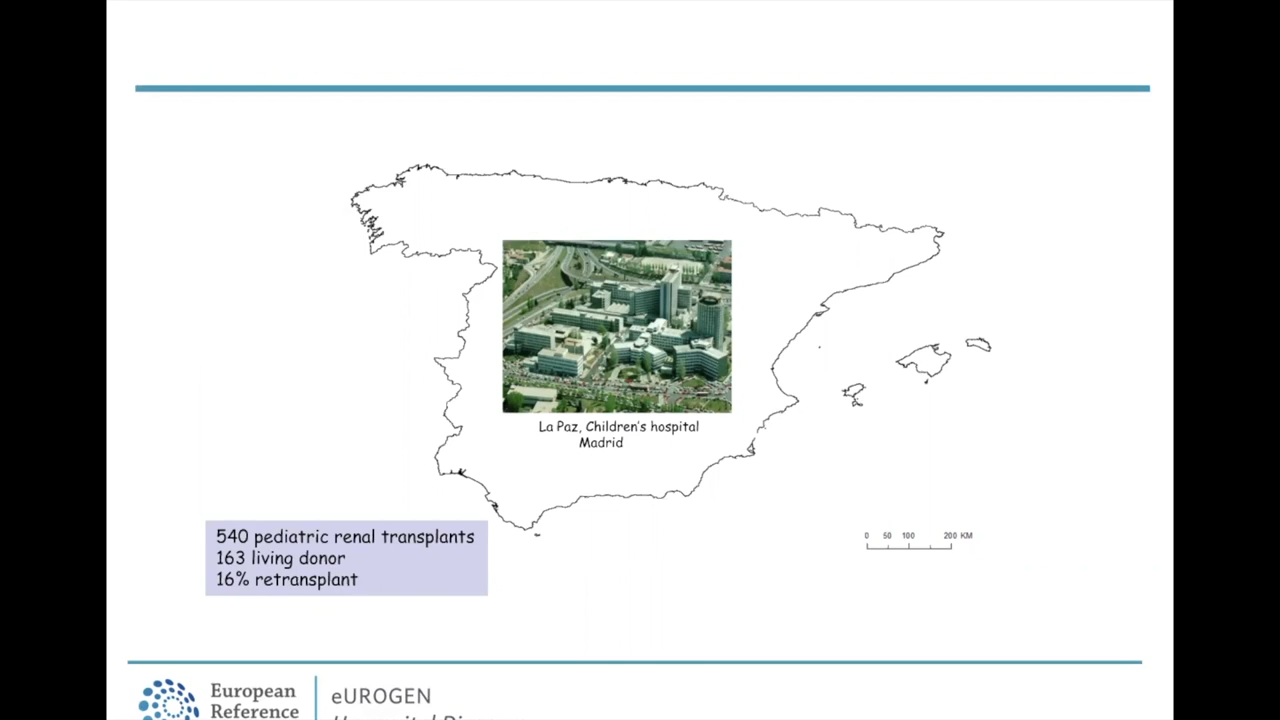 La Paz, Children's hospital
Madrid
540 pediatric renal transplants
163 living donor
16% retransplant
0 50 100 200 KM
European
Reference
eUROGEN